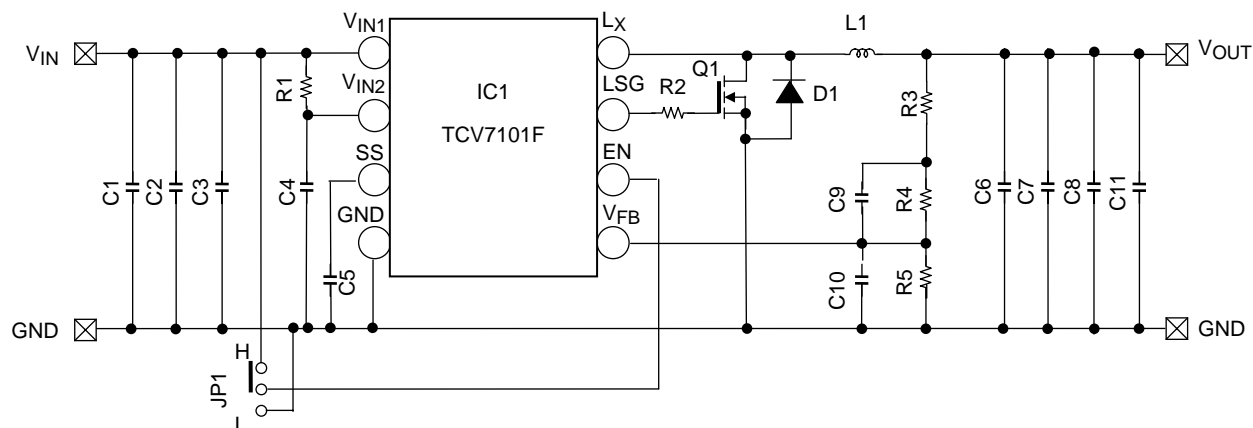 VIN
VIN1
LX
L1
VOUT
R1
VIN2
IC1
TCV7101F
LSG
R2
Q1
D1
R3
SS
EN
C1
C2
C3
C4
C9
R4
C6
C7
C8
C11
GND
VFB
C5
C10
R5
GND
GND
H
JP1
L